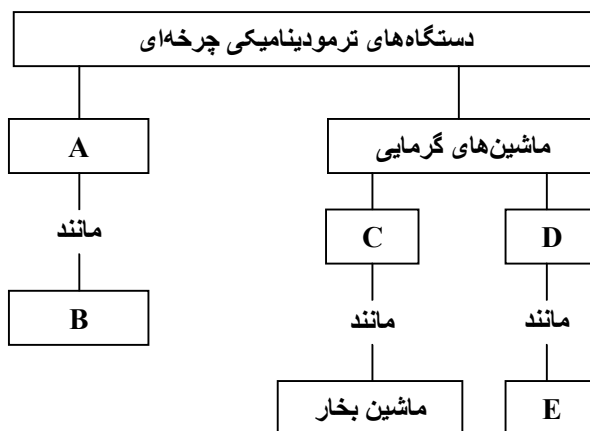 دستگاه‌های ترمودینامیکی چرخه‌ای
A
ماشین‌های گرمایی
مانند
C
D
B
مانند
مانند
ماشین بخار
E